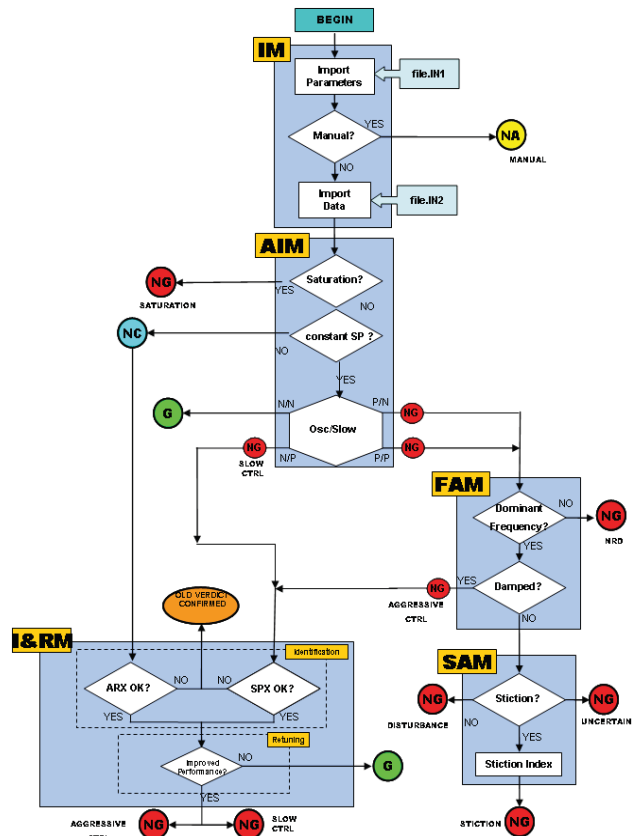 BEGIN
IM
Import
Parameters
file.IN1
YES
Manual?
NA
MANUAL
NO
Import
Data
file.IN2
AIM
Saturation?
NG
YES
SATURATION
NO
NC
constant SP ?
NO
YES
N/N
P/N
NG
G
Osc/Slow
NG
N/P
P/P
NG
SLOW
CTRL
FAM
Dominant
Frequency?
NO
NG
NRD
YES
Damped?
YES
NG
AGGRESSIVE
CTRL
NO
OLD VERDICT
CONFIRMED
I&RM
Identification
ARX OK?
NO
NO
SPX OK?
YES
YES
SAM
Stiction?
NG
NG
DISTURBANCE
NO
UNCERTAIN
YES
Stiction Index
Retuning
Improved
Performance?
NO
G
YES
NG
STICTION
AGGRESSIVE
NG
NG
SLOW
CTRL